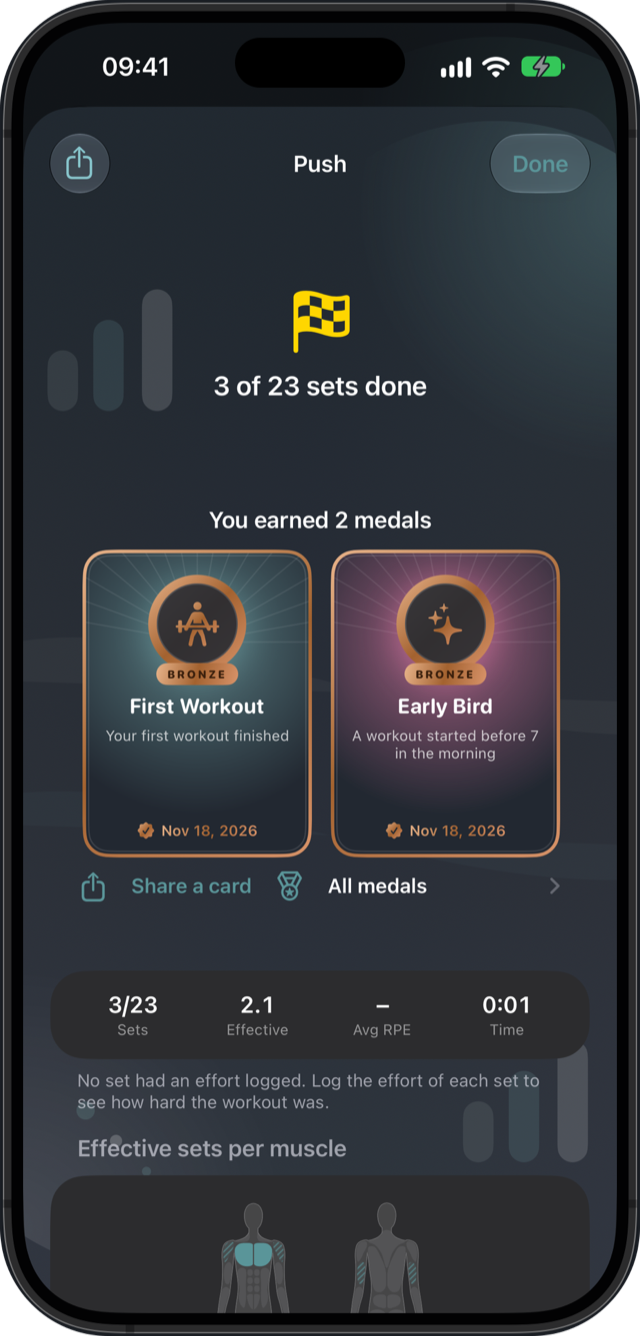 09:41
Push
Done
3 of 23 sets done
You earned 2 medals
BRONZE
First Workout
Your first workout finished
Nov 18, 2026
BRONZE
Early Bird
A workout started before 7
in the morning
Nov 18, 2026
Share a card
All medals
3/23
Sets
2.1
Effective
–
Avg RPE
0:01
Time
No set had an effort logged. Log the effort of each set to
see how hard the workout was.
Effective sets per muscle